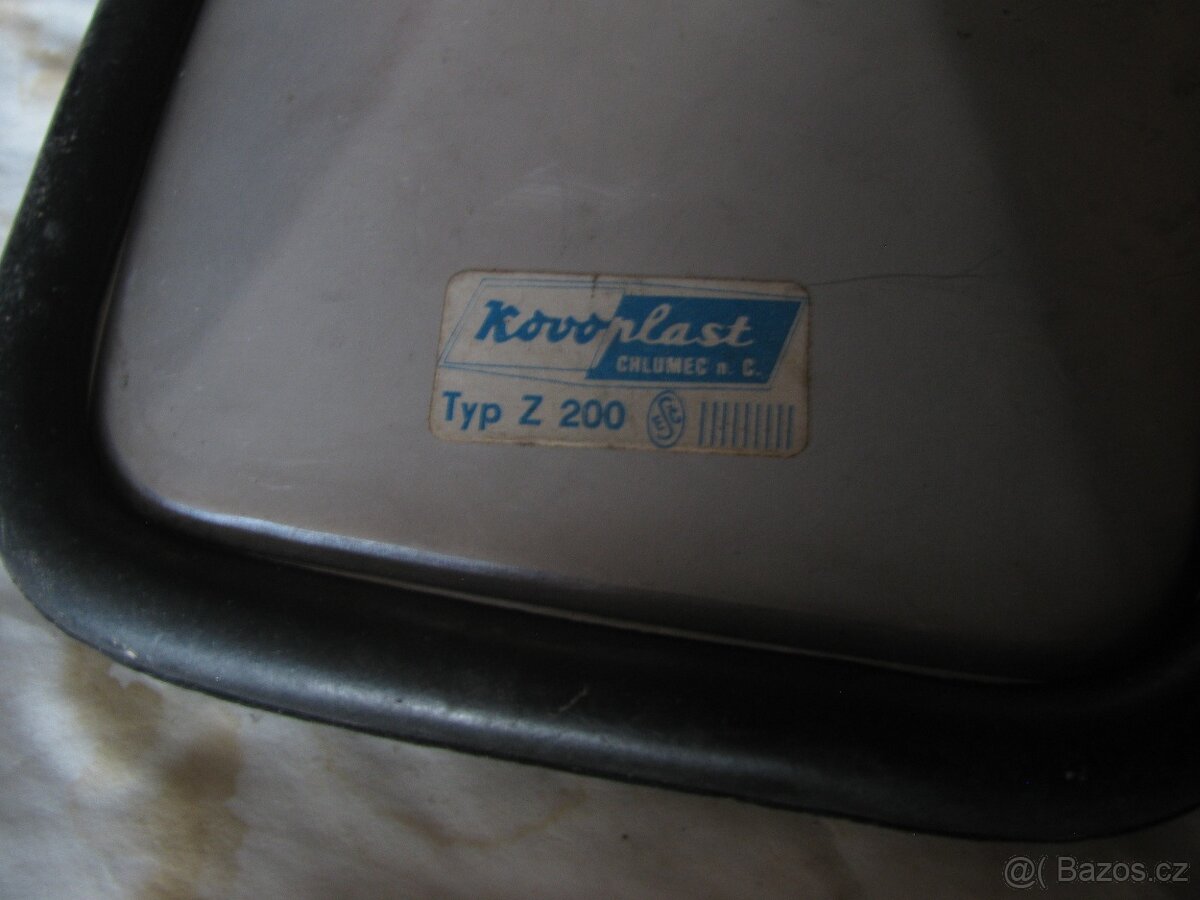 Kovoplast
CHLUMEC n. C.
Typ Z 200
@( Bazos.cz